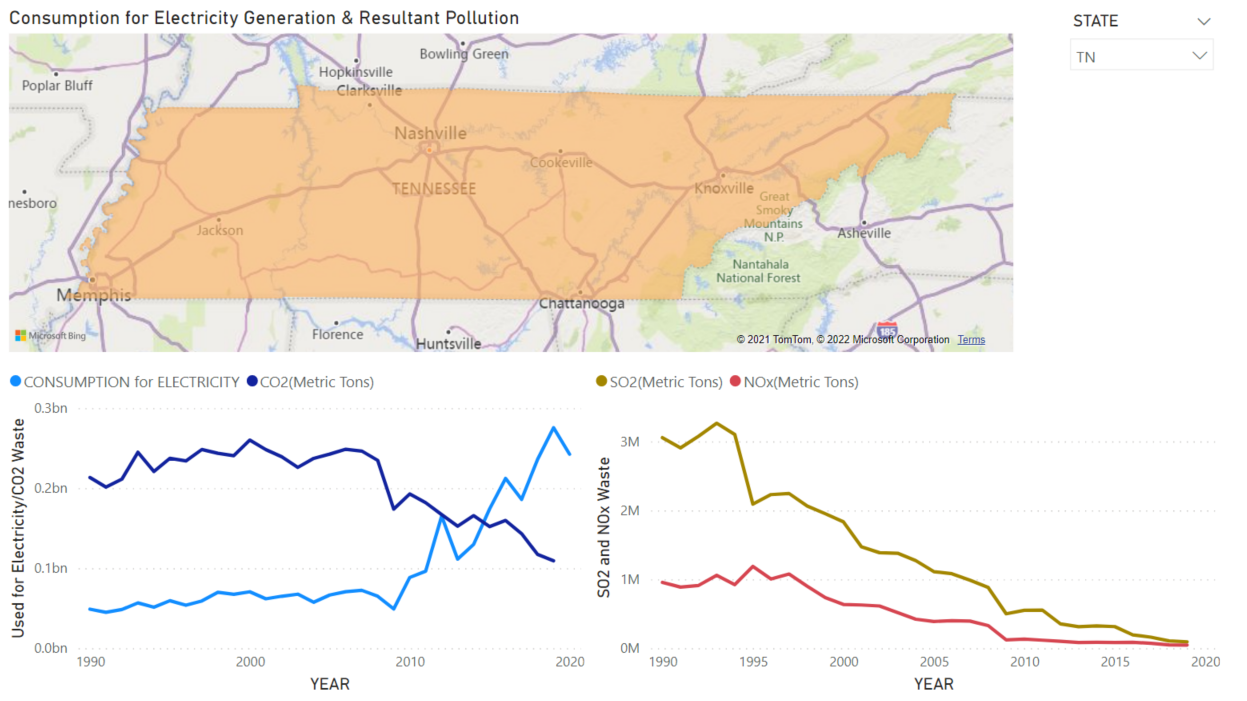 Consumption for Electricity Generation & Resultant Pollution
STATE
TN
Bowling Green
Hopkinsville
Poplar Bluff
Clarksville
Nashville
Cookeville
TENNESSEE
Knoxville
nesboro
Great
Smoky
Mountains
N.P.
Jackson
Asheville
Nantahala
National Forest
Memphis
Chattanooga
Florence
Huntsville
185
Microsoft Bing
© 2021 TomTom, © 2022 Microsoft Corporation Terms
CONSUMPTION for ELECTRICITY CO2(Metric Tons)
Used for Electricity/CO2 Waste
0.3bn
0.2bn
0.1bn
0.0bn
1990 2000 2010 2020
YEAR
SO2(Metric Tons) NOx(Metric Tons)
SO2 and NOx Waste
3M
2M
1M
0M
1990 1995 2000 2005 2010 2015 2020
YEAR